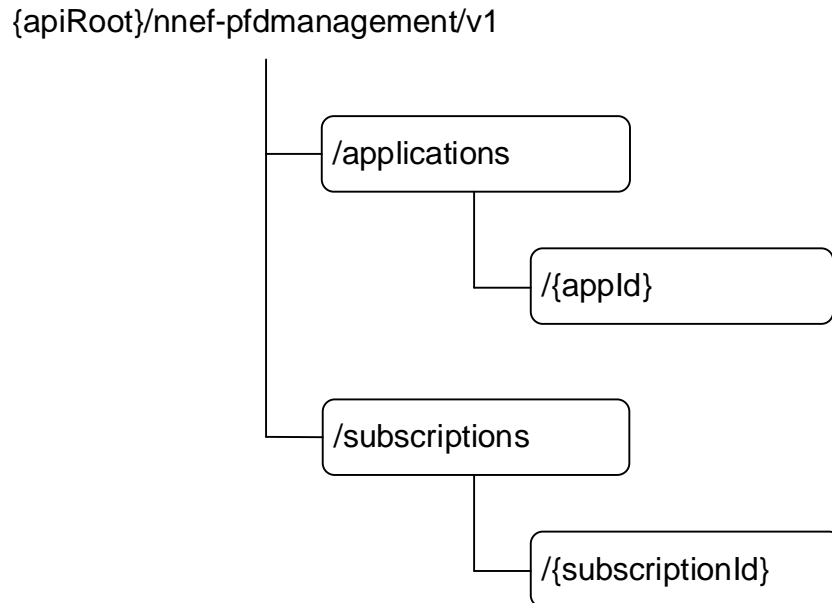 {apiRoot}/nnef-pfdmanagement/v1
/applications
/{appId}
/subscriptions
/{subscriptionId}